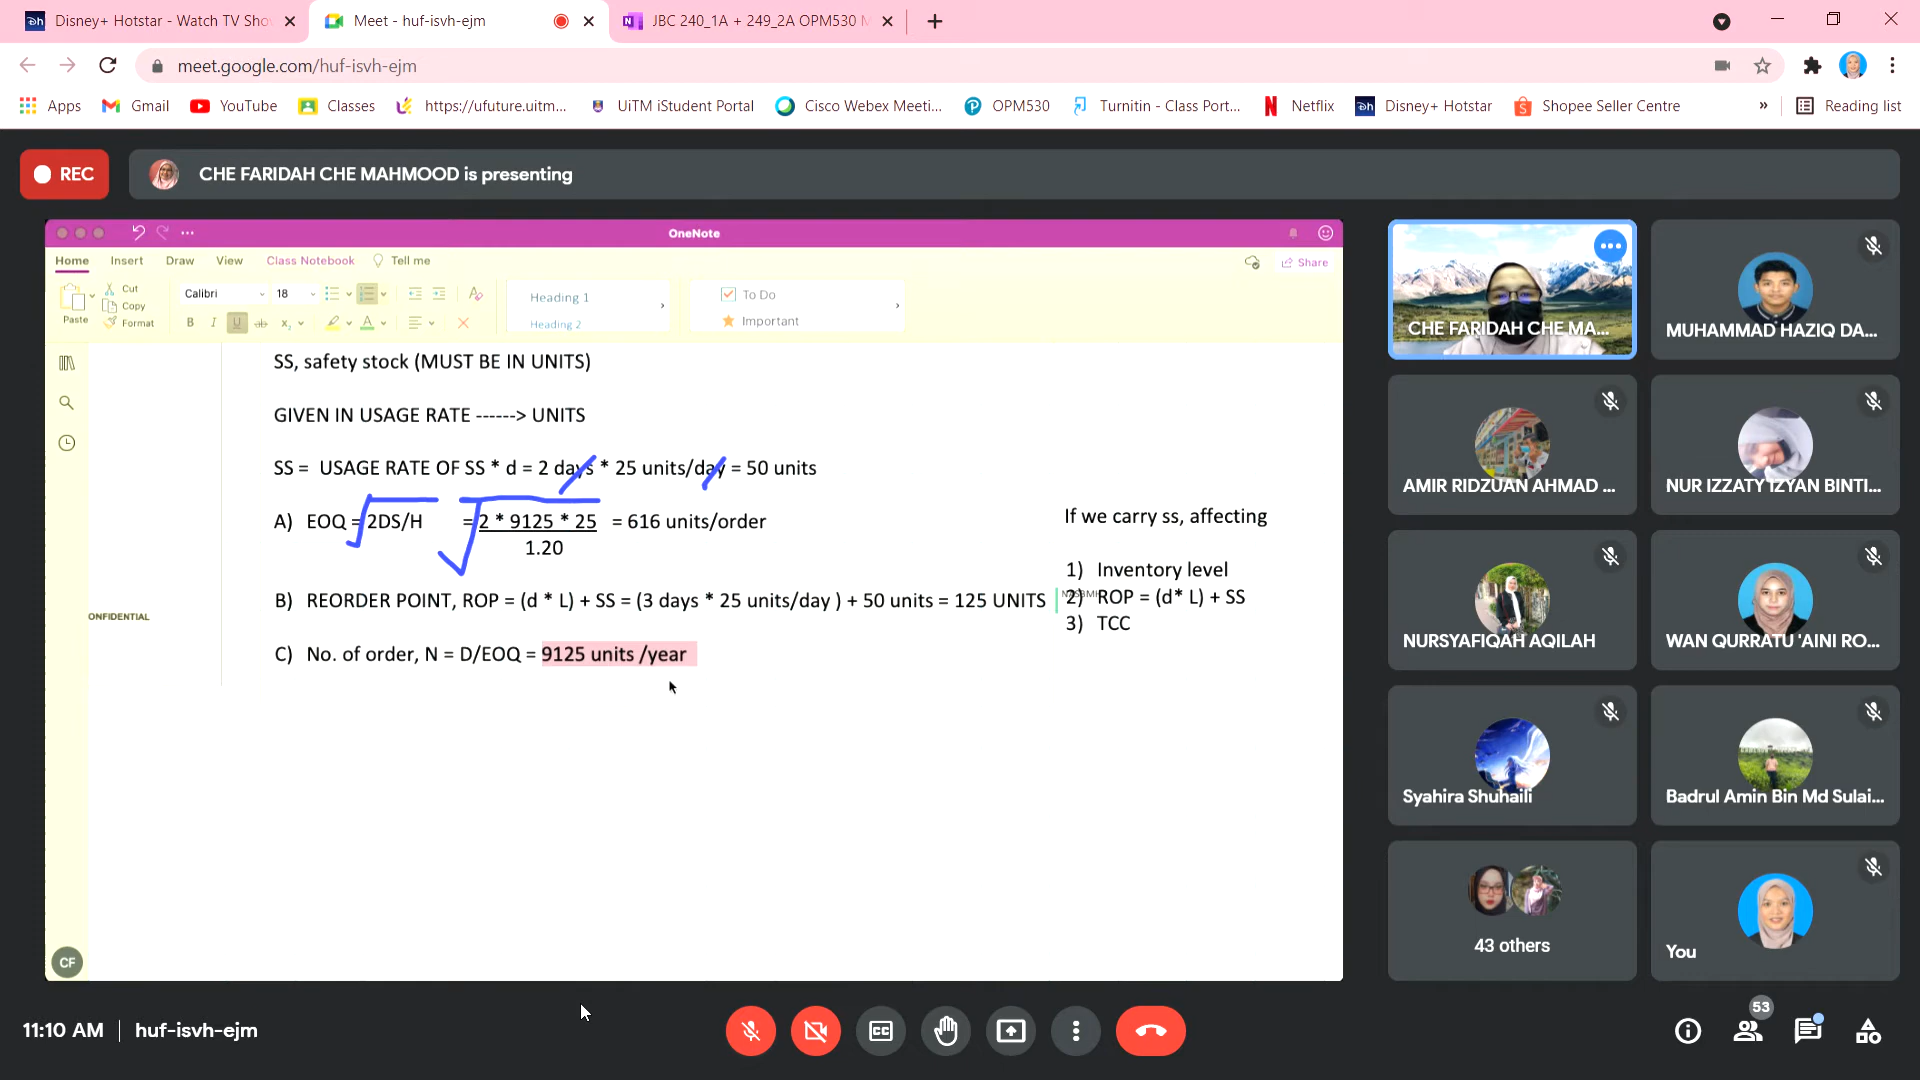 Disney+ Hotstar - Watch TV Sho
Meet - huf-isvh-ejm
JBC 240_1A + 249_2A OPM530 M
meet.google.com/huf-isvh-ejm
Apps
Gmail
YouTube
Classes
https://ufuture.uitm...
UiTM iStudent Portal
Cisco Webex Meeti...
OPM530
Turnitin - Class Port...
Netflix
Disney+ Hotstar
Shopee Seller Centre
»
Reading list
REC
CHE FARIDAH CHE MAHMOOD is presenting
OneNote
Home Insert Draw View Class Notebook Tell me
Share
Paste
Cut
Copy
Format
Calibri 18
B I U ab x₂ A
Heading 1
Heading 2
To Do
Important
SS, safety stock (MUST BE IN UNITS)
GIVEN IN USAGE RATE ------> UNITS
SS = USAGE RATE OF SS * d = 2 days * 25 units/day = 50 units
A) EOQ = √2DS/H = √2 * 9125 * 25 = 616 units/order
1.20
B) REORDER POINT, ROP = (d * L) + SS = (3 days * 25 units/day ) + 50 units = 125 UNITS
C) No. of order, N = D/EOQ = 9125 units /year
If we carry ss, affecting
1) Inventory level
2) ROP = (d* L) + SS
3) TCC
ONFIDENTIAL
CF
CHE FARIDAH CHE MA...
MUHAMMAD HAZIQ DA...
AMIR RIDZUAN AHMAD ...
NUR IZZATY IZYAN BINTI...
NURSYAFIQAH AQILAH
WAN QURRATU 'AINI RO...
Syahira Shuhaili
Badrul Amin Bin Md Sulai...
43 others
You
11:10 AM | huf-isvh-ejm
CC
53